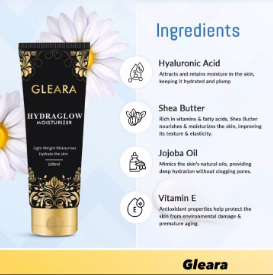 Ingredients
GLEARA
HYDRAGLOW
MOISTURIZER
Light Weight Moisturizer
Hydrate the skin
100ml
Hyaluronic Acid
Attracts and retains moisture in the skin,
keeping it hydrated and plump
Shea Butter
Rich in vitamins & fatty acids, Shea Butter
nourishes & moisturizes the skin, improving
its texture & elasticity.
Jojoba Oil
Mimics the skin's natural oils, providing
deep hydration without clogging pores.
Vitamin E
Antioxidant properties help protect the
skin from environmental damage &
premature aging.
E
Gleara